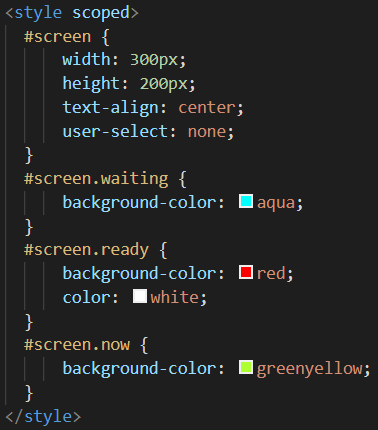 <style scoped>
#screen {
width: 300px;
height: 200px;
text-align: center;
user-select: none;
}
#screen.waiting {
background-color: aqua;
}
#screen.ready {
background-color: red;
color: white;
}
#screen.now {
background-color: greenyellow;
}
</style>